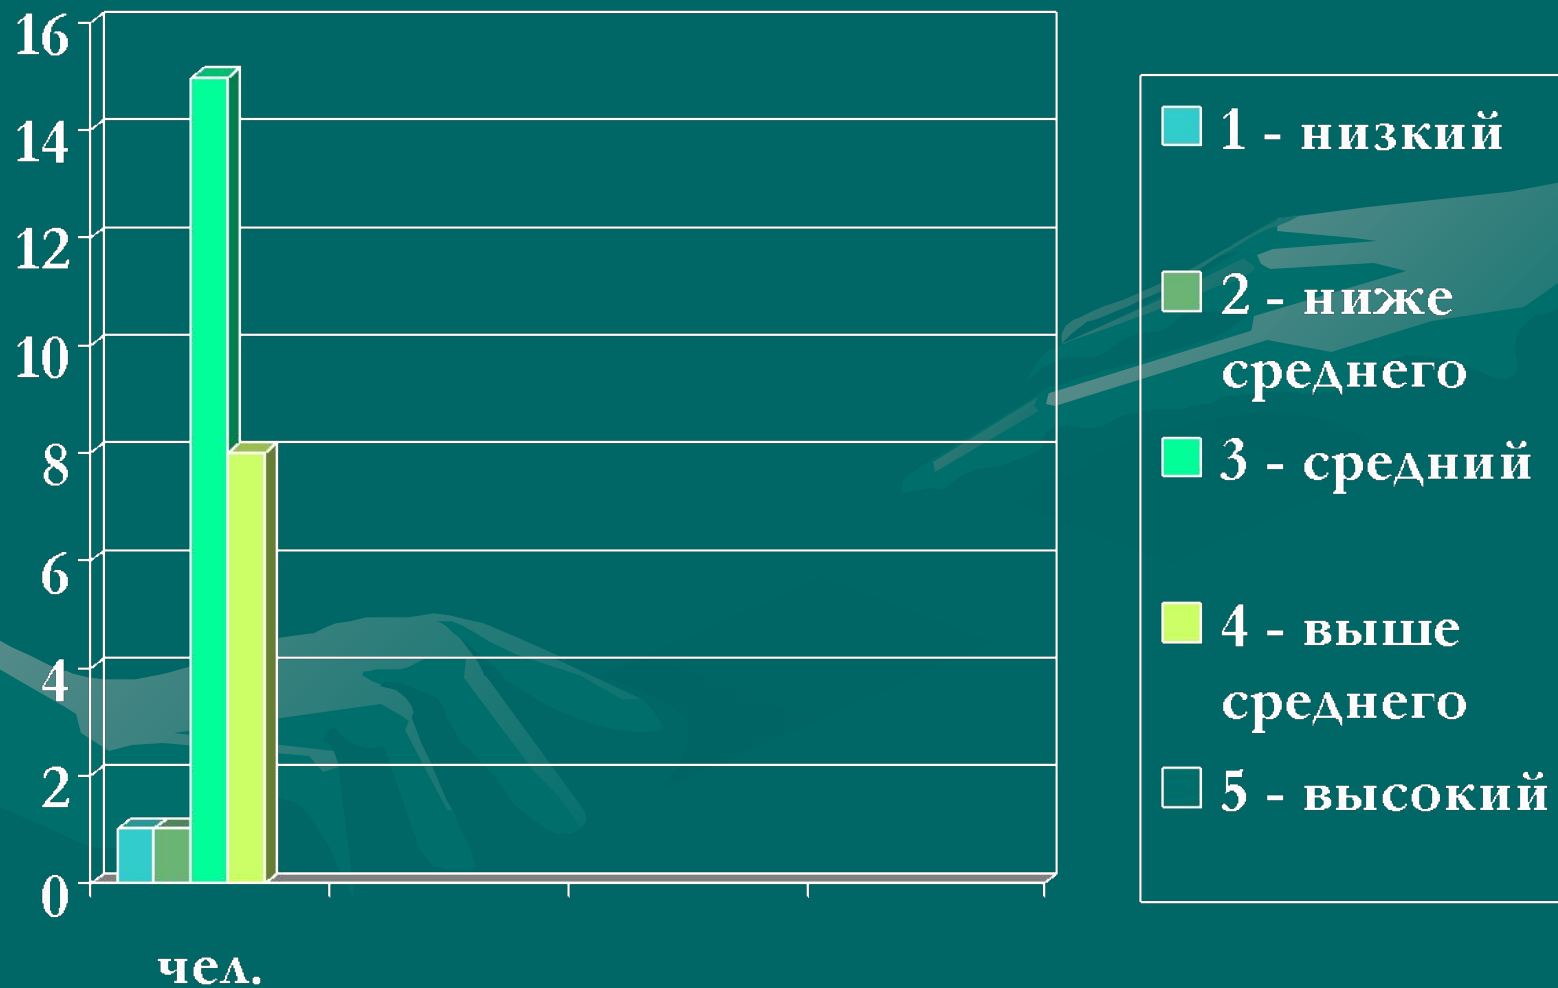 16
14
12
10
8
6
4
2
0
чел.
1 - низкий
2 - ниже
среднего
3 - средний
4 - выше
среднего
5 - высокий